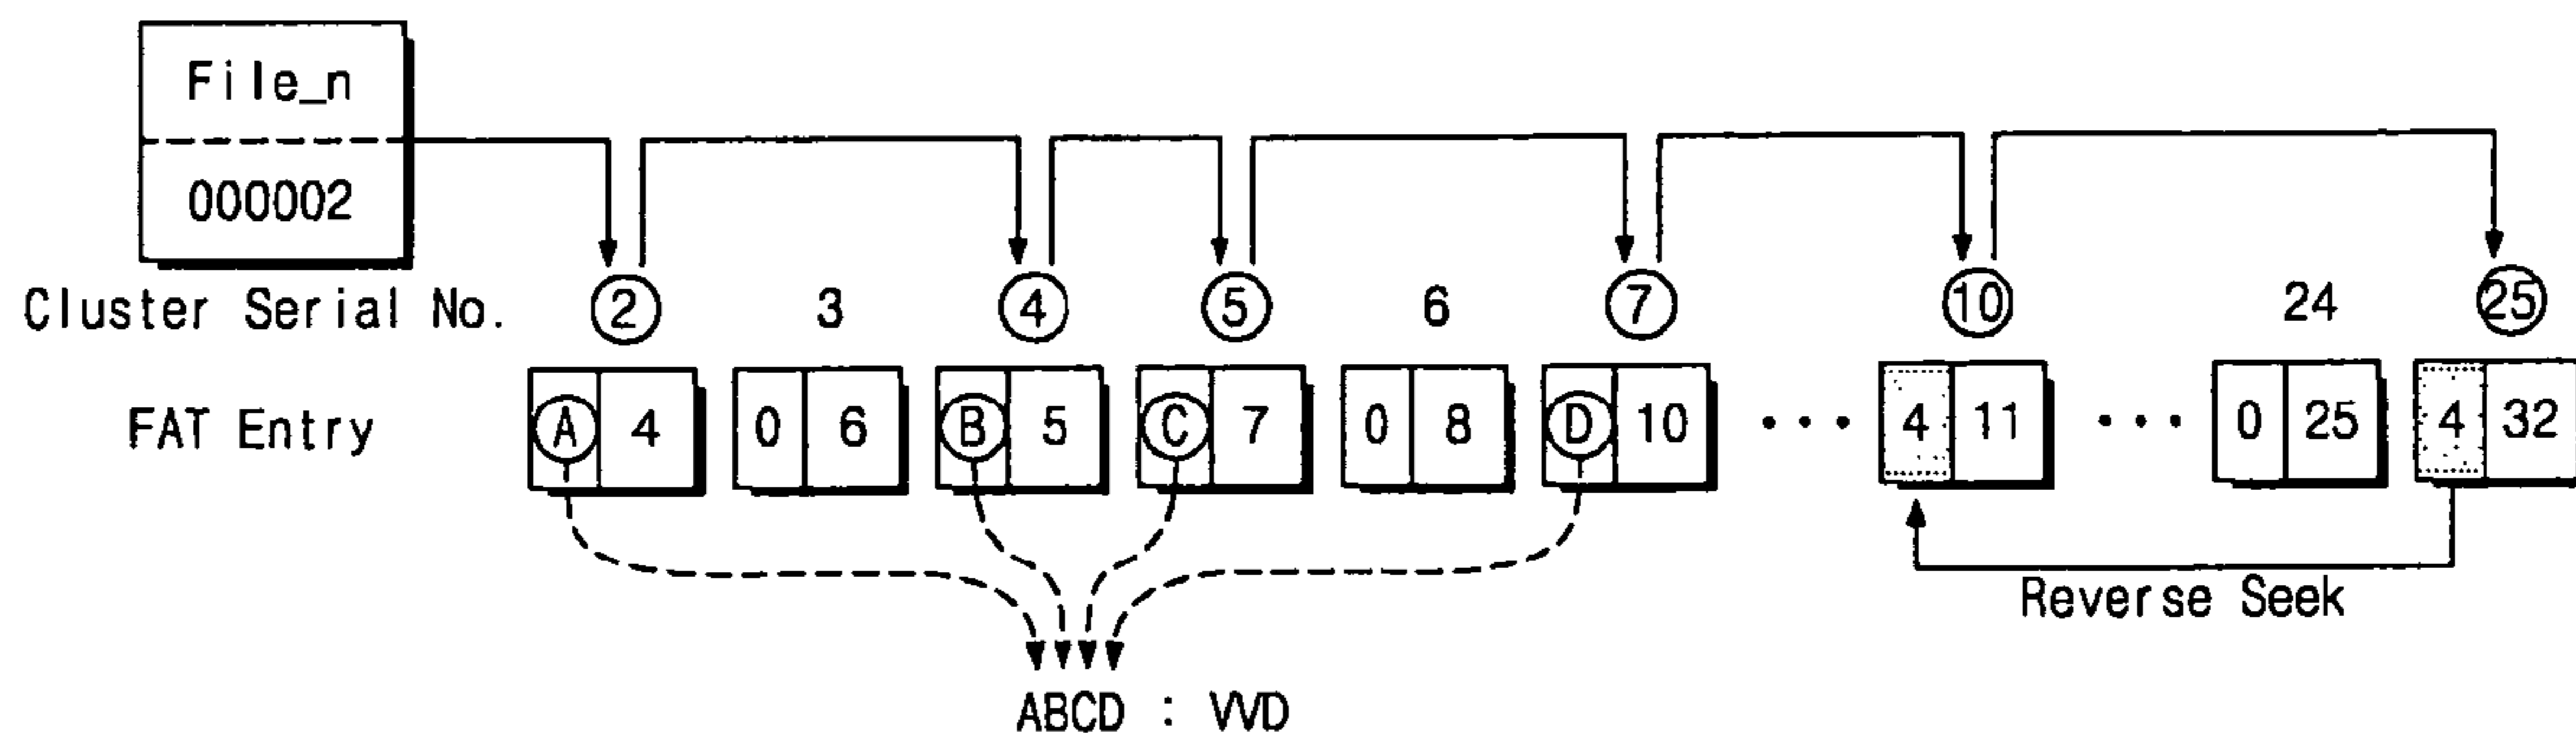 File_n
000002
Cluster Serial No. 2 3 4 5 6 7 10 24 25
FAT Entry A 4 0 6 B 5 C 7 0 8 D 10 ••• 4 11 ••• 0 25 4 32
Reverse Seek
ABCD : VVD